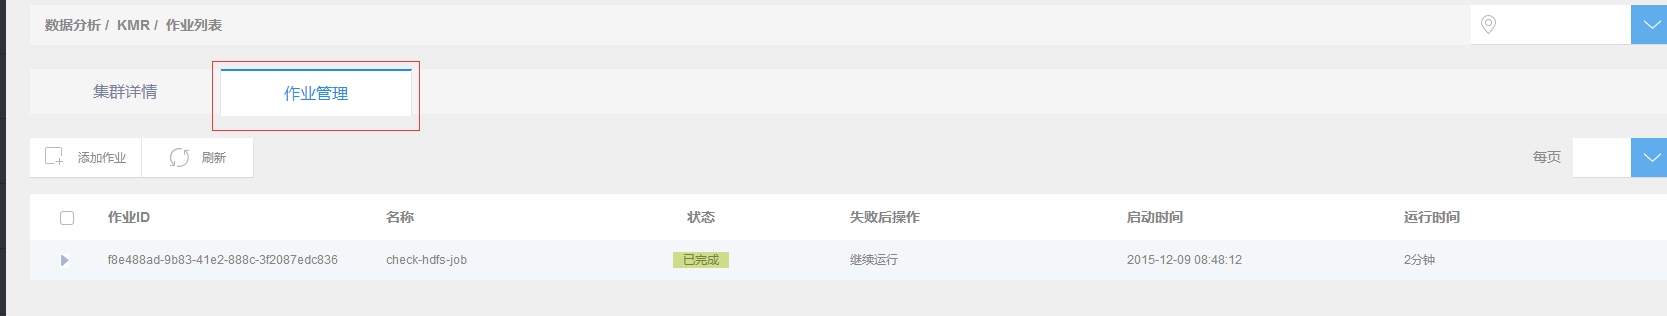 数据分析 / KMR / 作业列表
集群详情 作业管理
添加作业 刷新 每页
作业ID 名称 状态 失败后操作 启动时间 运行时间
f8e488ad-9b83-41e2-888c-3f2087edc836 check-hdfs-job 已完成 继续运行 2015-12-09 08:48:12 2分钟